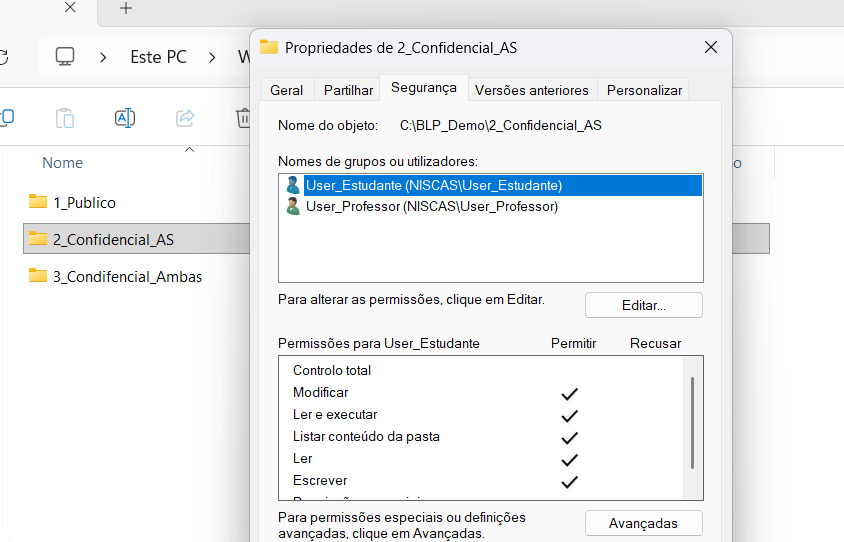 Propriedades de 2_Confidencial_AS
Este PC
Geral
Partilhar
Segurança
Versões anteriores
Personalizar
Nome do objeto: C:\BLP_Demo\2_Confidencial_AS
Nome
Nomes de grupos ou utilizadores:
User_Estudante (NISCAS\User_Estudante)
User_Professor (NISCAS\User_Professor)
1_Publico
2_Confidencial_AS
3_Condifencial_Ambas
Para alterar as permissões, clique em Editar.
Editar...
Permissões para User_Estudante Permitir Recusar
Controlo total
Modificar
Ler e executar
Listar conteúdo da pasta
Ler
Escrever
Para permissões especiais ou definições
avançadas, clique em Avançadas.
Avançadas